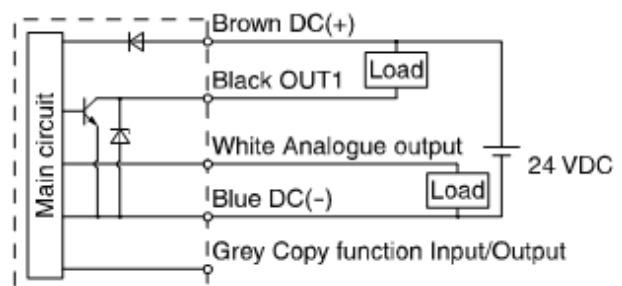 Brown DC(+)
Load
Black OUT1
Main circuit
White Analogue output
24 VDC
Load
Blue DC(−)
Grey Copy function Input/Output